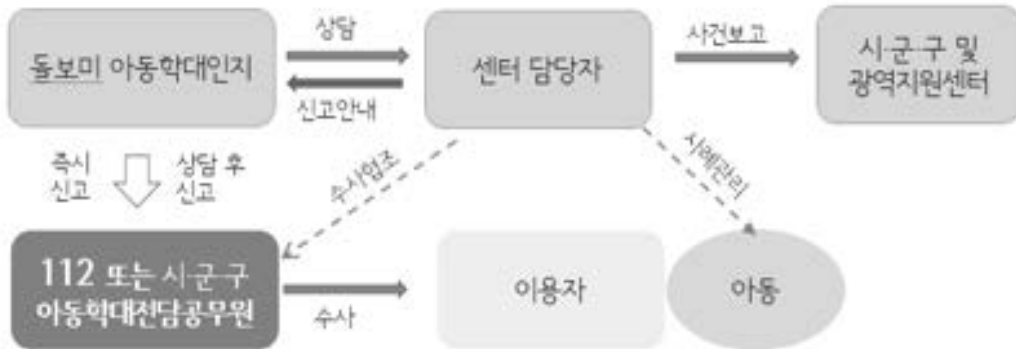 상담
사건보고
돌보미 아동학대인지
센터 담당자
시·군·구 및
광역지원센터
신고안내
즉시
신고
상담 후
신고
수사협조
사례관리
112 또는 시·군·구
아동학대전담공무원
수사
이용자
아동